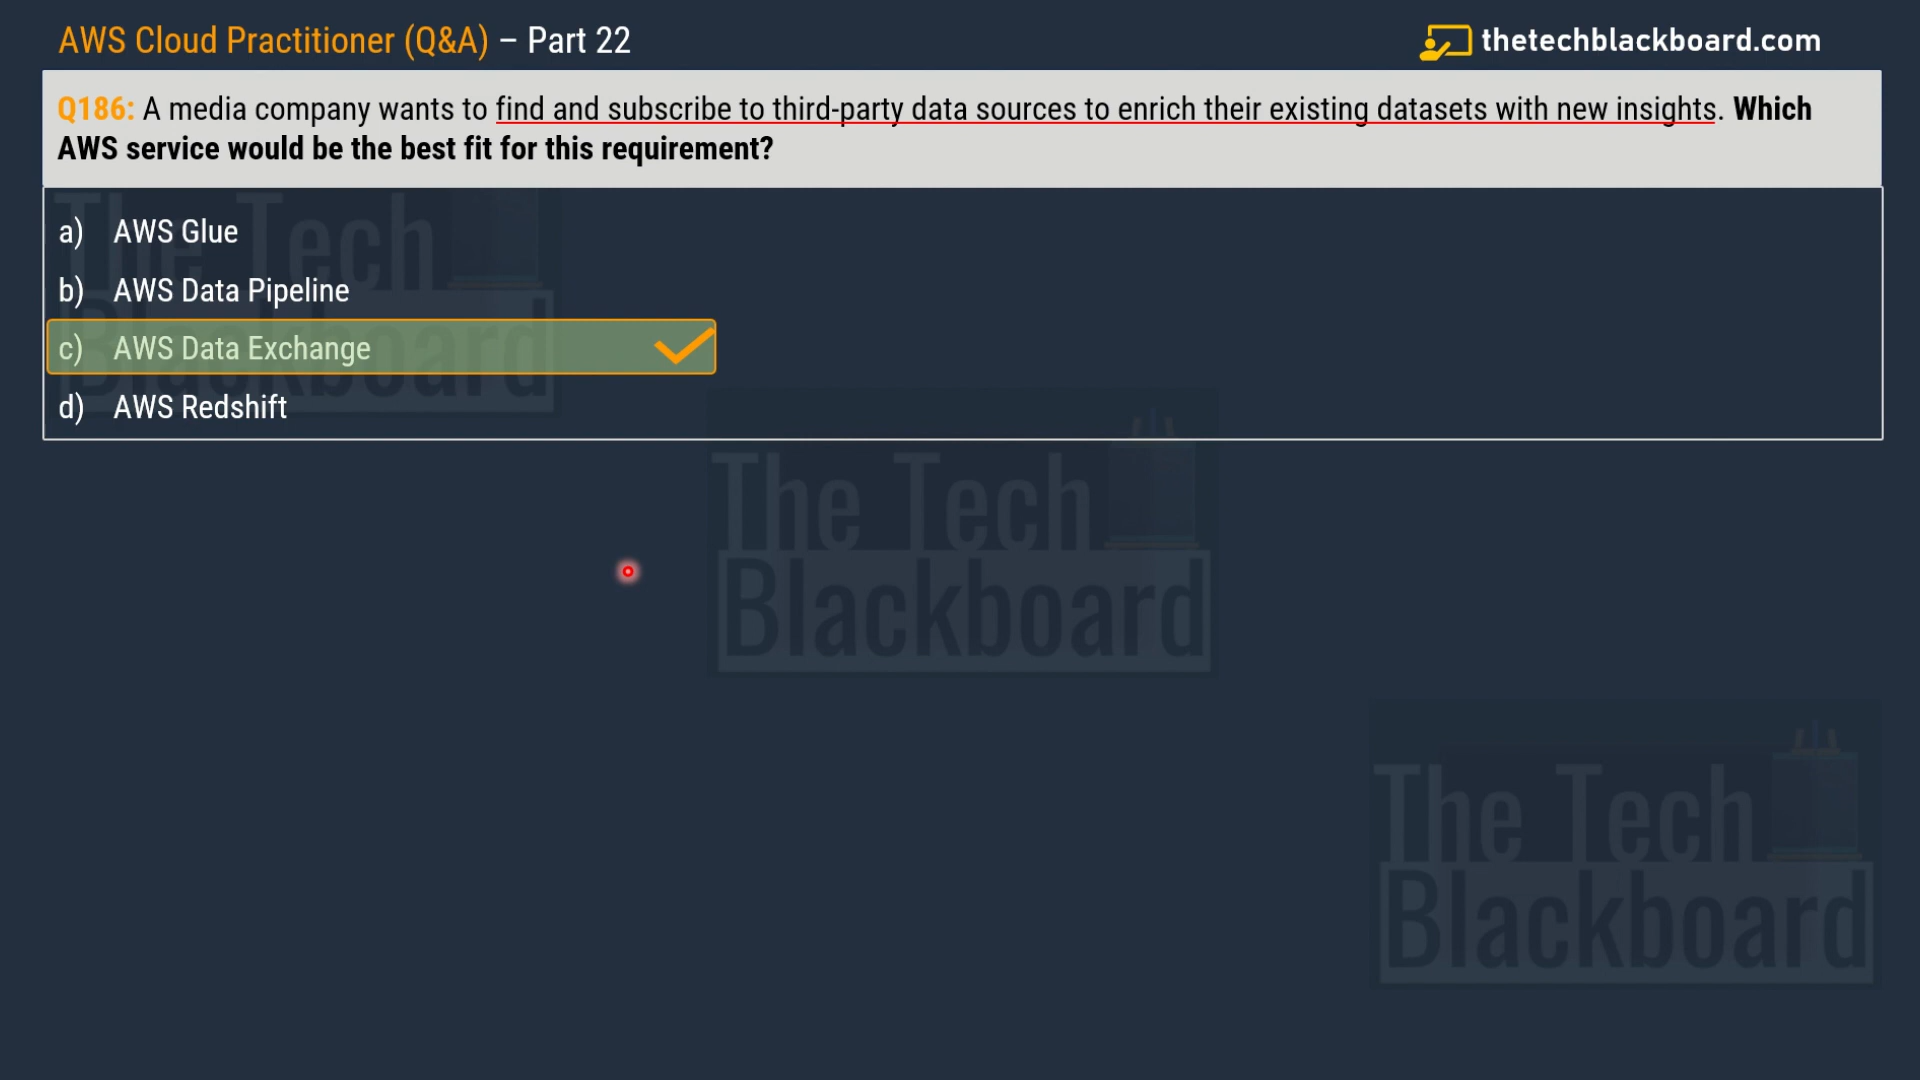 AWS Cloud Practitioner (Q&A) – Part 22
thetechblackboard.com
Q186: A media company wants to find and subscribe to third-party data sources to enrich their existing datasets with new insights. Which
AWS service would be the best fit for this requirement?
a) AWS Glue
b) AWS Data Pipeline
c) AWS Data Exchange
d) AWS Redshift
The Tech
Blackboard
The Tech
Blackboard
The Tech
Blackboard